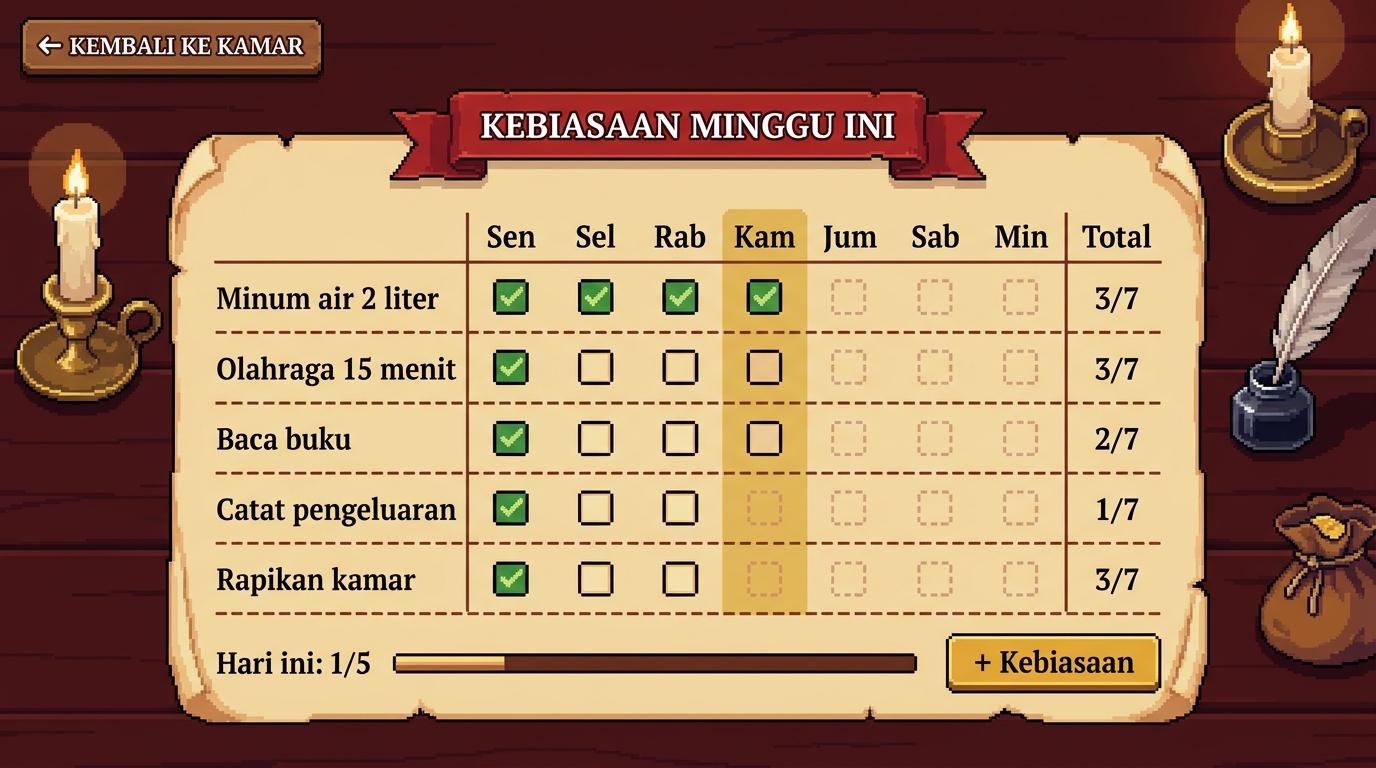 ← KEMBALI KE KAMAR
KEBIASAAN MINGGU INI
Sen Sel Rab Kam Jum Sab Min Total
Minum air 2 liter 3/7
Olahraga 15 menit 3/7
Baca buku 2/7
Catat pengeluaran 1/7
Rapikan kamar 3/7
Hari ini: 1/5
+ Kebiasaan